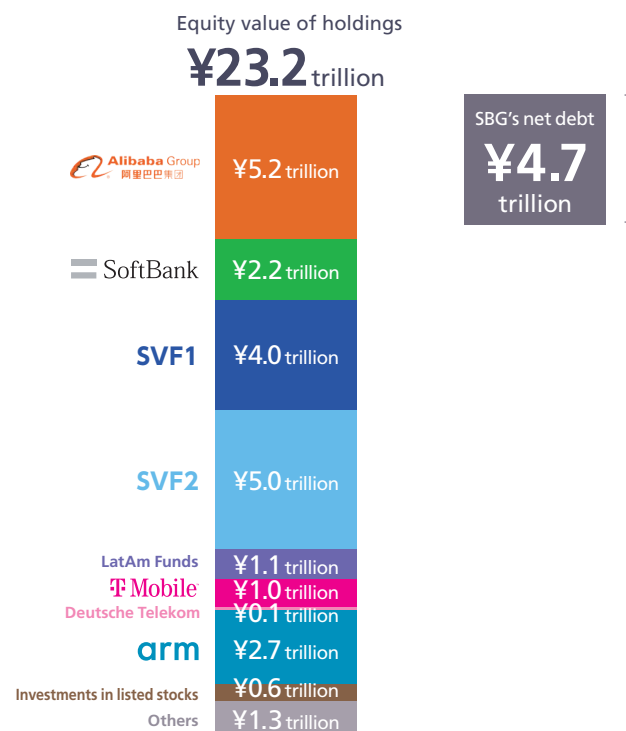 Equity value of holdings
¥23.2 trillion
SBG's net debt
¥4.7
trillion
Alibaba Group
阿里巴巴集团
¥5.2 trillion
SoftBank
¥2.2 trillion
SVF1
¥4.0 trillion
SVF2
¥5.0 trillion
LatAm Funds
¥1.1 trillion
T Mobile
¥1.0 trillion
Deutsche Telekom
¥0.1 trillion
arm
¥2.7 trillion
Investments in listed stocks
¥0.6 trillion
Others
¥1.3 trillion